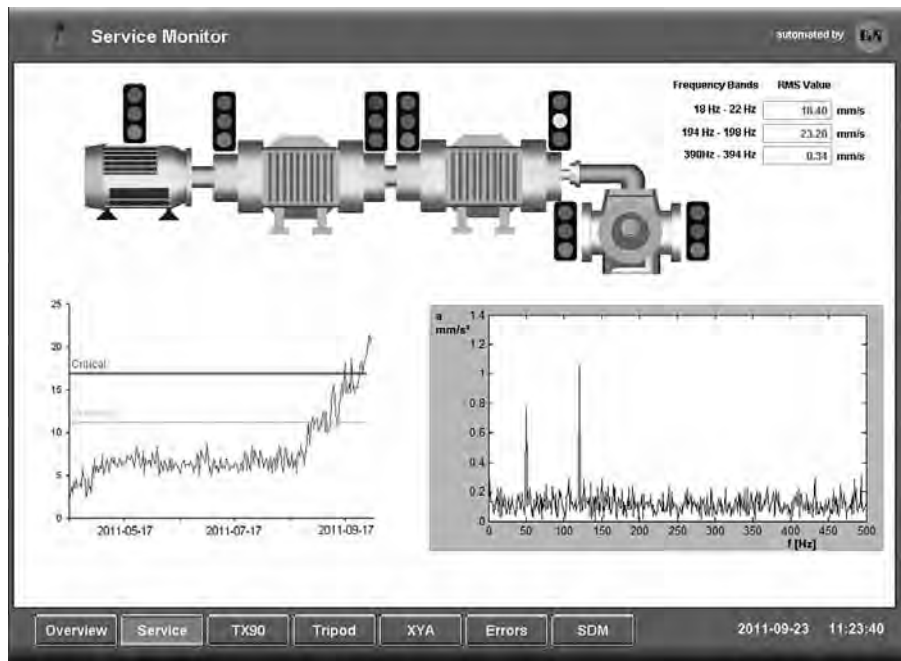 Service Monitor
automated by
Frequency Bands RMS Value
18 Hz - 22 Hz 18.40 mm/s
194 Hz - 198 Hz 23.20 mm/s
390Hz - 394 Hz 0.34 mm/s
25
20
Critical
15
10
5
0
2011-05-17 2011-07-17 2011-09-17
a
mm/s²
1.4
1.2
1
0.8
0.6
0.4
0.2
0
0 50 100 150 200 250 300 350 400 450 500
f [Hz]
Overview Service TX90 Tripod XYA Errors SDM 2011-09-23 11:23:40